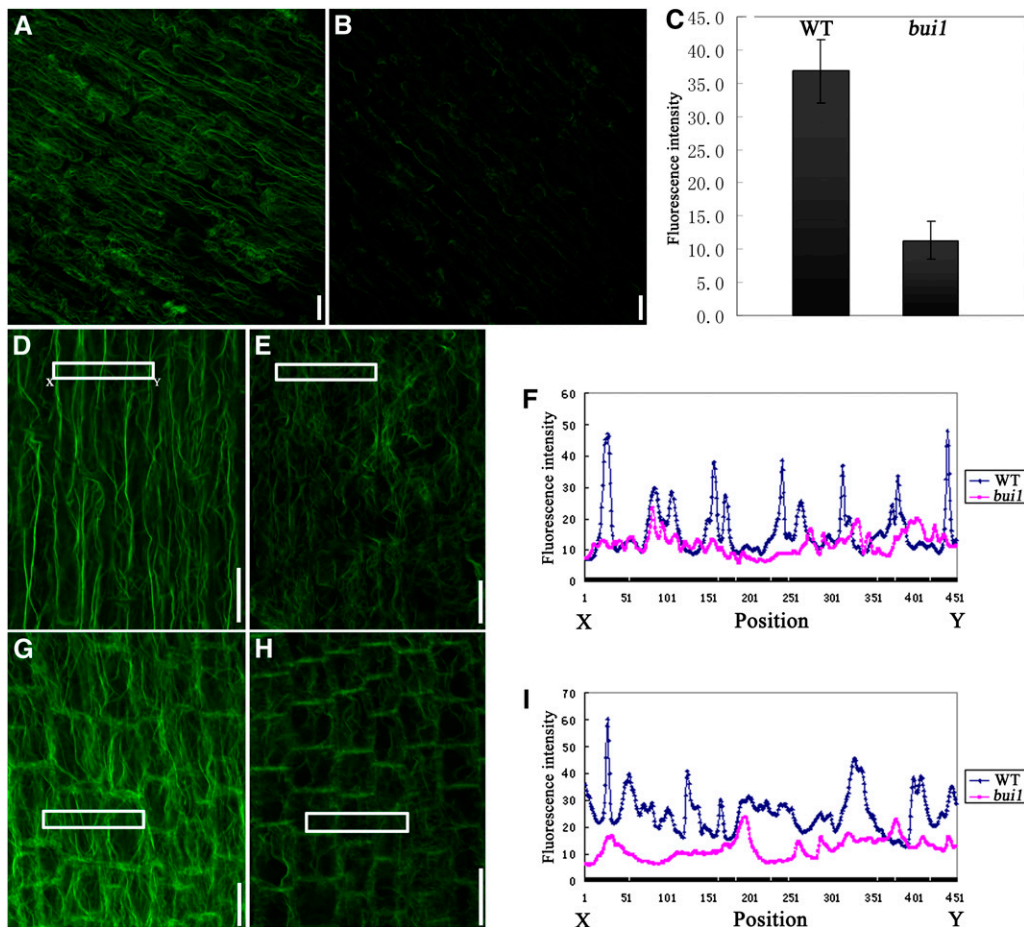 A
B
C
WT bui1
Fluorescence intensity
45.0
40.0
35.0
30.0
25.0
20.0
15.0
10.0
5.0
0.0
D
X Y
E
F
Fluorescence intensity
60
50
40
30
20
10
0
1 51 101 151 201 251 301 351 401 451
X Position Y
WT
bui1
G
H
I
Fluorescence intensity
70
60
50
40
30
20
10
0
1 51 101 151 201 251 301 351 401 451
X Position Y
WT
bui1